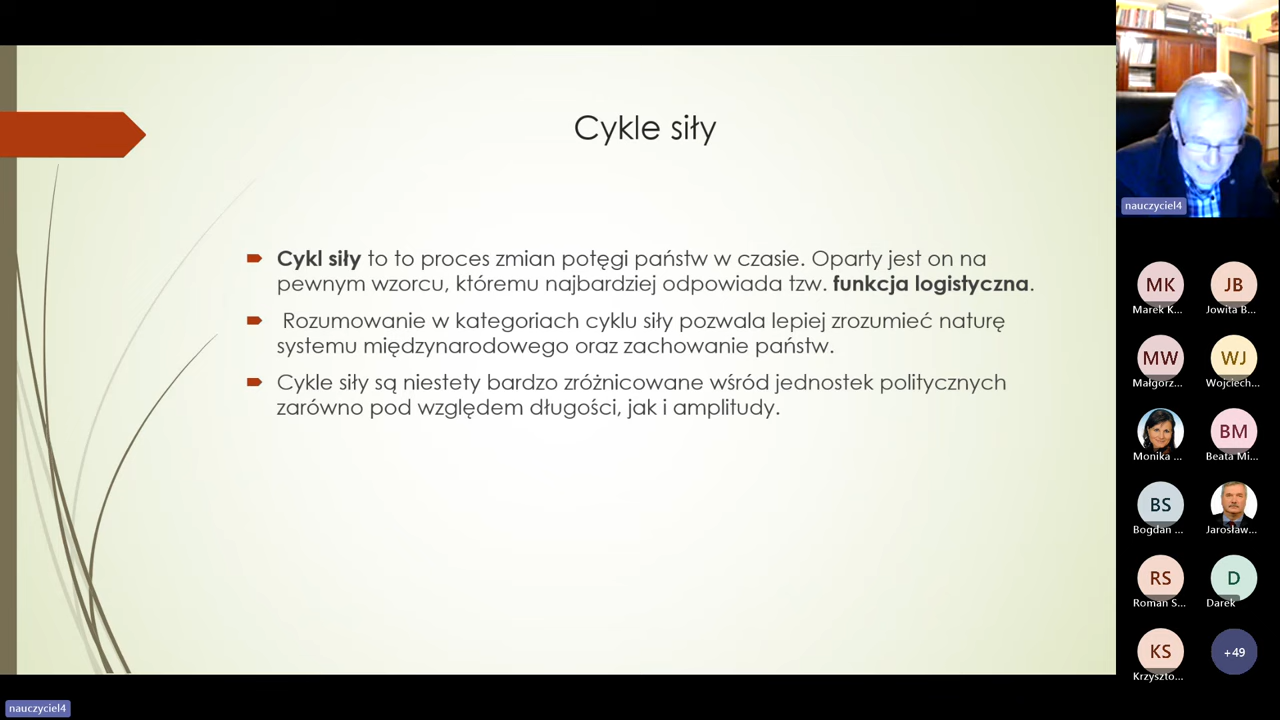 Cykle siły
Cykl siły to to proces zmian potęgi państw w czasie. Oparty jest on na
pewnym wzorcu, któremu najbardziej odpowiada tzw. funkcja logistyczna.
Rozumowanie w kategoriach cyklu siły pozwala lepiej zrozumieć naturę
systemu międzynarodowego oraz zachowanie państw.
Cykle siły są niestety bardzo zróżnicowane wśród jednostek politycznych
zarówno pod względem długości, jak i amplitudy.
nauczyciel4
MK
Marek K...
JB
Jowita B...
MW
Małgorz...
WJ
Wojciech...
Monika ...
BM
Beata Mi...
BS
Bogdan ...
Jarosław...
RS
Roman S...
D
Darek
KS
Krzyszto...
+49
nauczyciel4